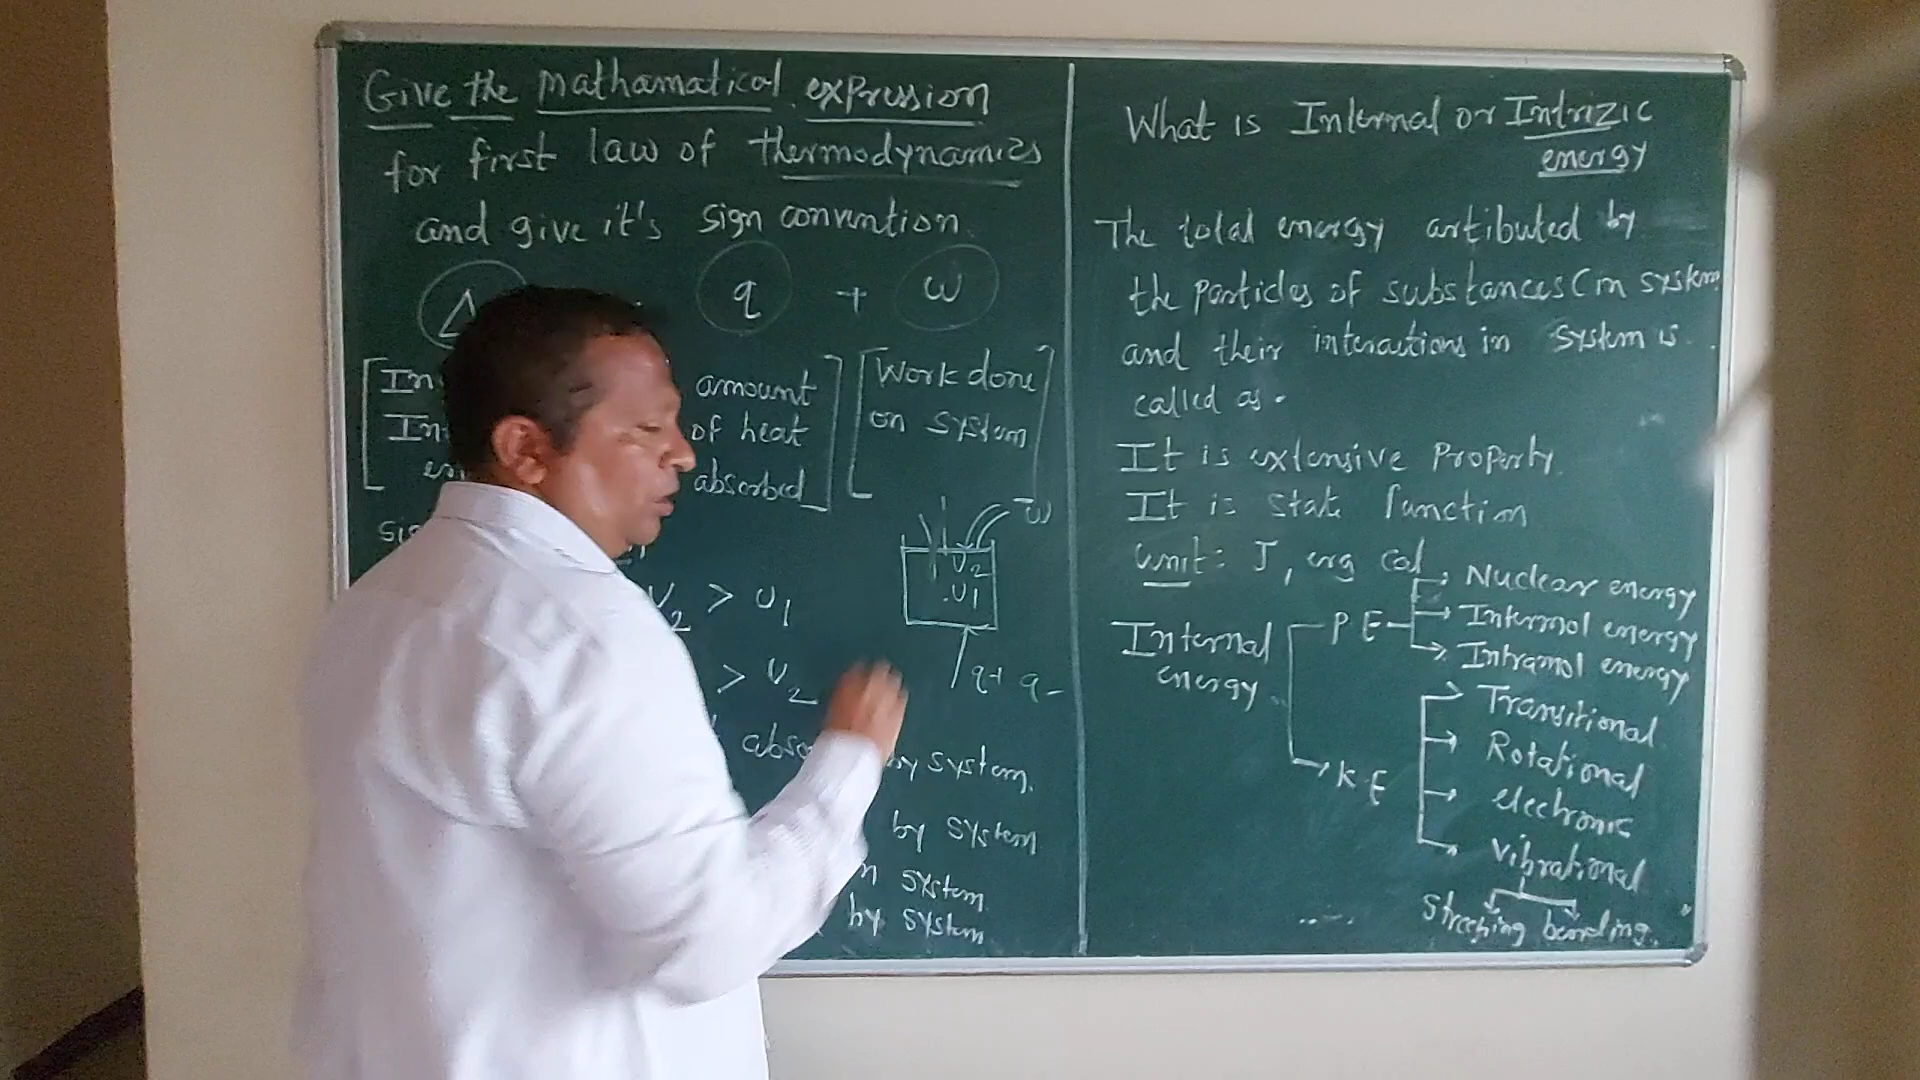 Give the mathamatical expression
for first law of thermodynamics
and give it's sign convention.
Δ q + w
amount
of heat
absorbed
Work done
on system
w
U2
U1
q+ q-
U2 > U1
> U2
by system.
by system
system
by system
What is Internal or Intrizic
energy
The total energy artibuted by
the particles of substances (in system
and their interactions in system is
called as.
It is extensive Property.
It is state function
unit: J, erg cal
Internal
energy
PE
Nuclear energy
Intermol energy
Intramol energy
K.E
Transitional
Rotational
electronic
vibrational
streching bending.